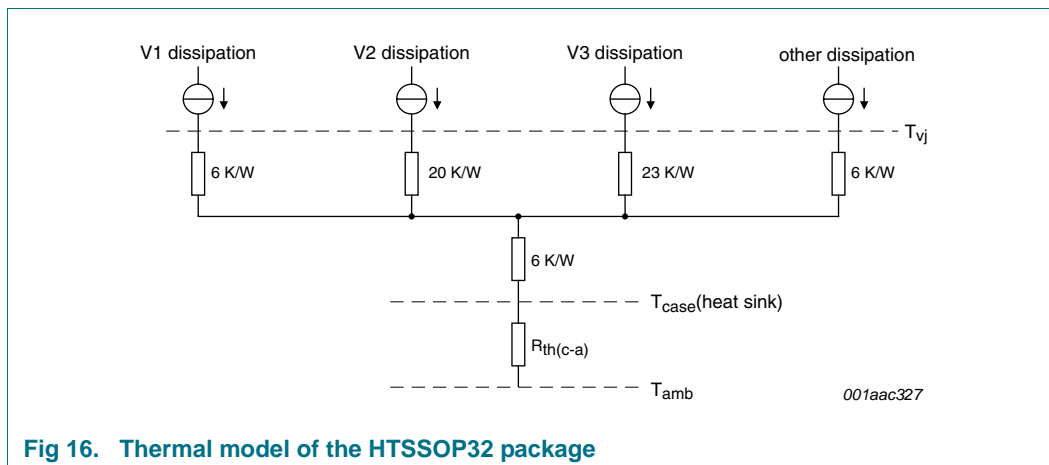 V1 dissipation
V2 dissipation
V3 dissipation
other dissipation
Tvj
6 K/W
20 K/W
23 K/W
6 K/W
6 K/W
Tcase(heat sink)
Rth(c-a)
Tamb
001aac327
Fig 16. Thermal model of the HTSSOP32 package